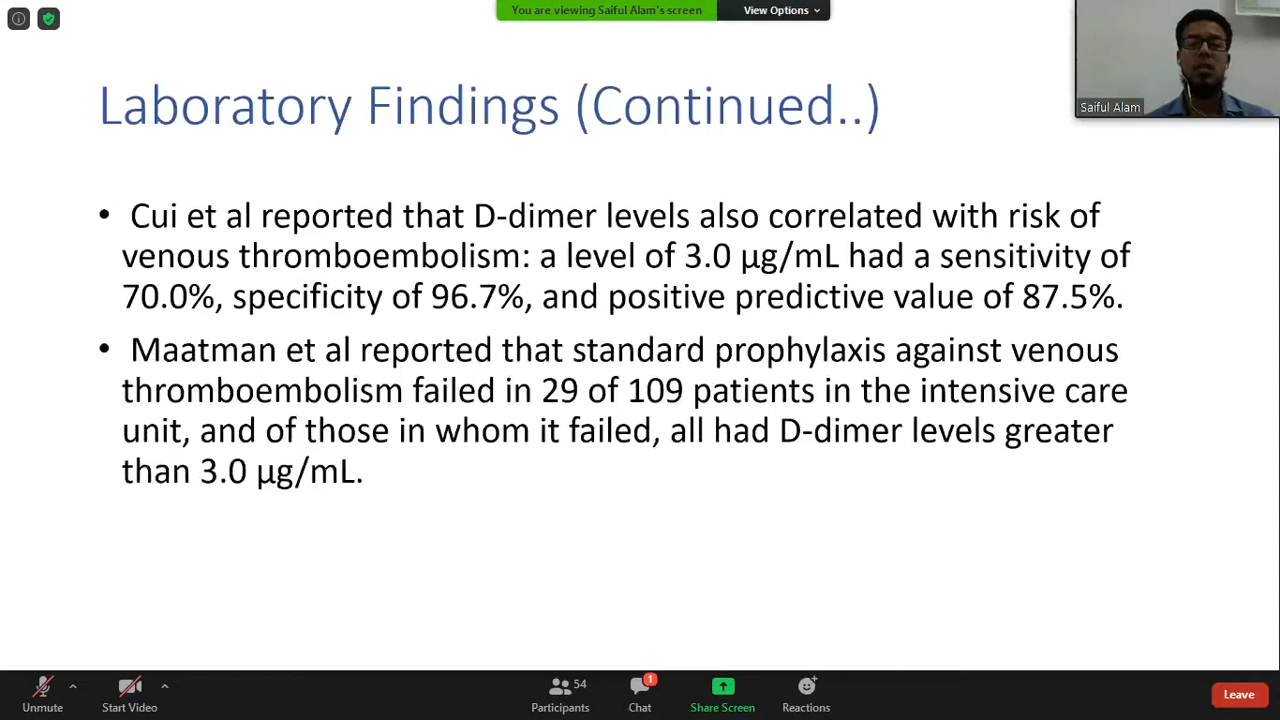 You are viewing Saiful Alam's screen
View Options
Laboratory Findings (Continued..)
Saiful Alam
• Cui et al reported that D-dimer levels also correlated with risk of
venous thromboembolism: a level of 3.0 µg/mL had a sensitivity of
70.0%, specificity of 96.7%, and positive predictive value of 87.5%.
• Maatman et al reported that standard prophylaxis against venous
thromboembolism failed in 29 of 109 patients in the intensive care
unit, and of those in whom it failed, all had D-dimer levels greater
than 3.0 µg/mL.
Unmute
Start Video
54
Participants
1
Chat
Share Screen
Reactions
Leave